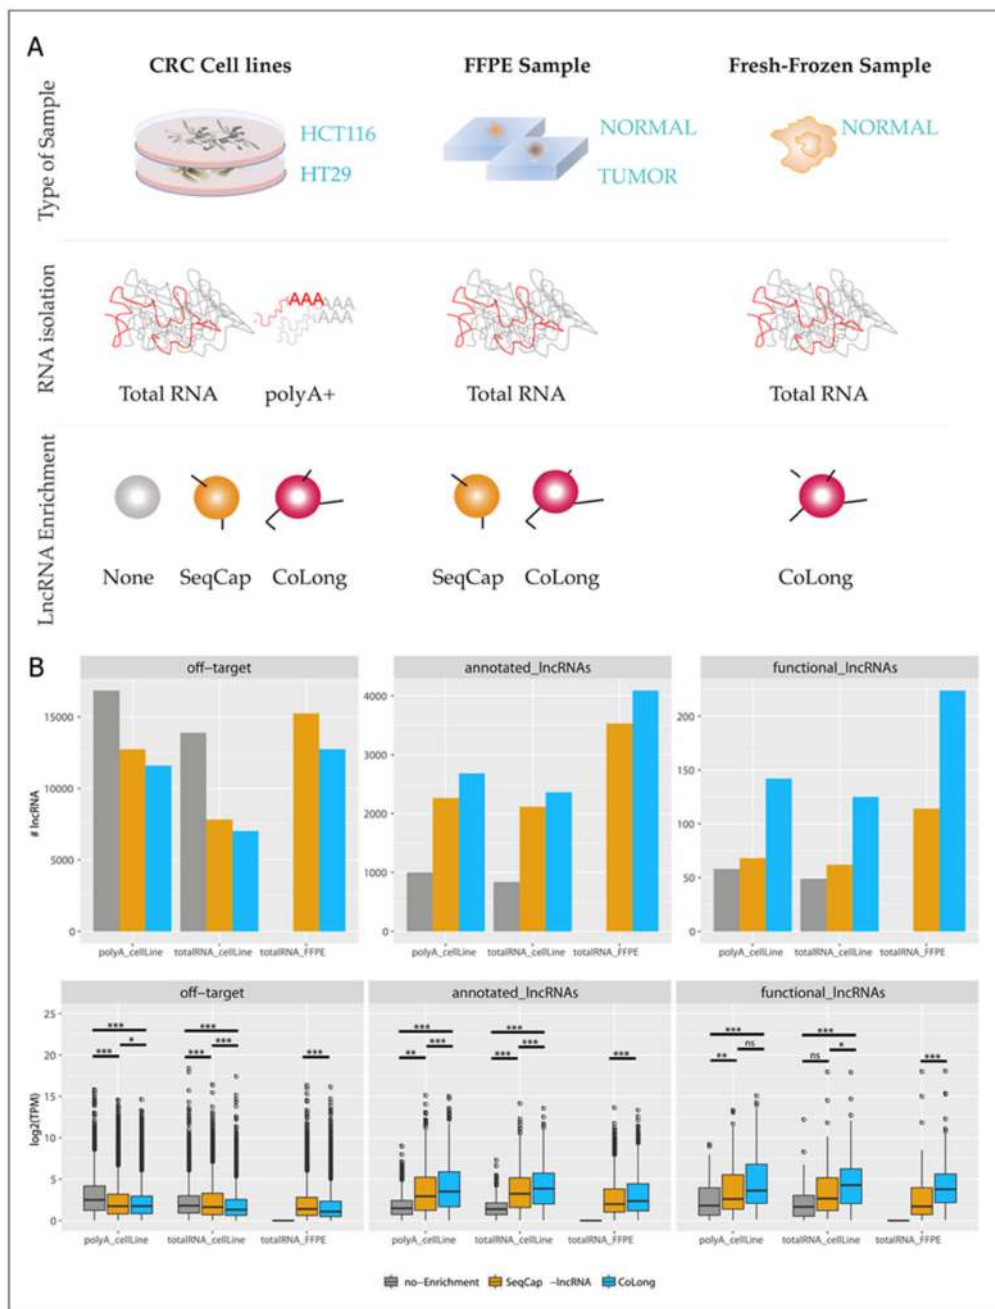 A
CRC Cell lines
FFPE Sample
Fresh-Frozen Sample
Type of Sample
HCT116
HT29
NORMAL
TUMOR
NORMAL
RNA isolation
AAAAAA
AAAA
Total RNA
polyA+
Total RNA
Total RNA
LncRNA Enrichment
None
SeqCap
CoLong
SeqCap
CoLong
CoLong
B
off-target
annotated_lncRNAs
functional_lncRNAs
# lncRNA
15000
10000
5000
0
4000
3000
2000
1000
0
200
150
100
50
0
polyA_cellLine totalRNA_cellLine totalRNA_FFPE
polyA_cellLine totalRNA_cellLine totalRNA_FFPE
polyA_cellLine totalRNA_cellLine totalRNA_FFPE
off-target
annotated_lncRNAs
functional_lncRNAs
log2(TPM)
25
20
15
10
5
0
*** *** * *** *** *** ***
*** ** *** *** *** *** ***
*** ** ns *** ns * ***
polyA_cellLine totalRNA_cellLine totalRNA_FFPE
polyA_cellLine totalRNA_cellLine totalRNA_FFPE
polyA_cellLine totalRNA_cellLine totalRNA_FFPE
no-Enrichment SeqCap -lncRNA CoLong